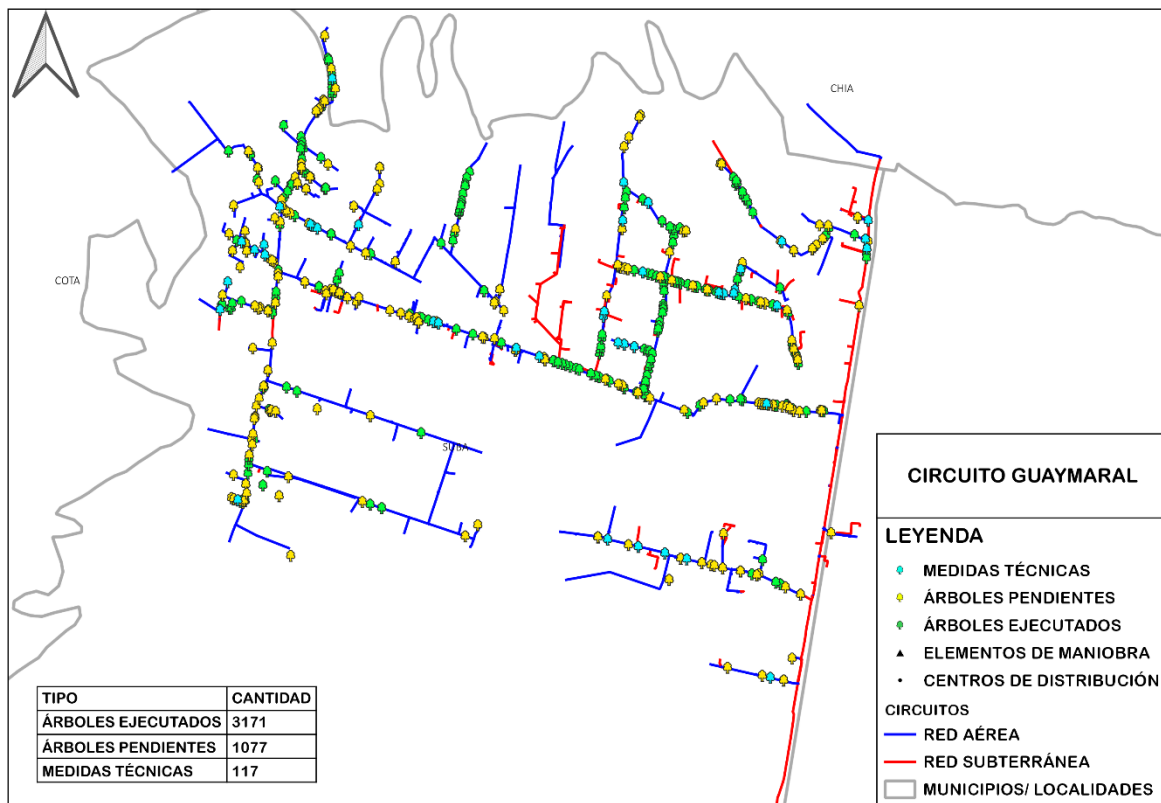 CHIA
COTA
SUBA
CIRCUITO GUAYMARAL
LEYENDA
MEDIDAS TÉCNICAS
ÁRBOLES PENDIENTES
ÁRBOLES EJECUTADOS
ELEMENTOS DE MANIOBRA
CENTROS DE DISTRIBUCIÓN
CIRCUITOS
RED AÉREA
RED SUBTERRÁNEA
MUNICIPIOS/ LOCALIDADES
TIPO CANTIDAD
ÁRBOLES EJECUTADOS 3171
ÁRBOLES PENDIENTES 1077
MEDIDAS TÉCNICAS 117